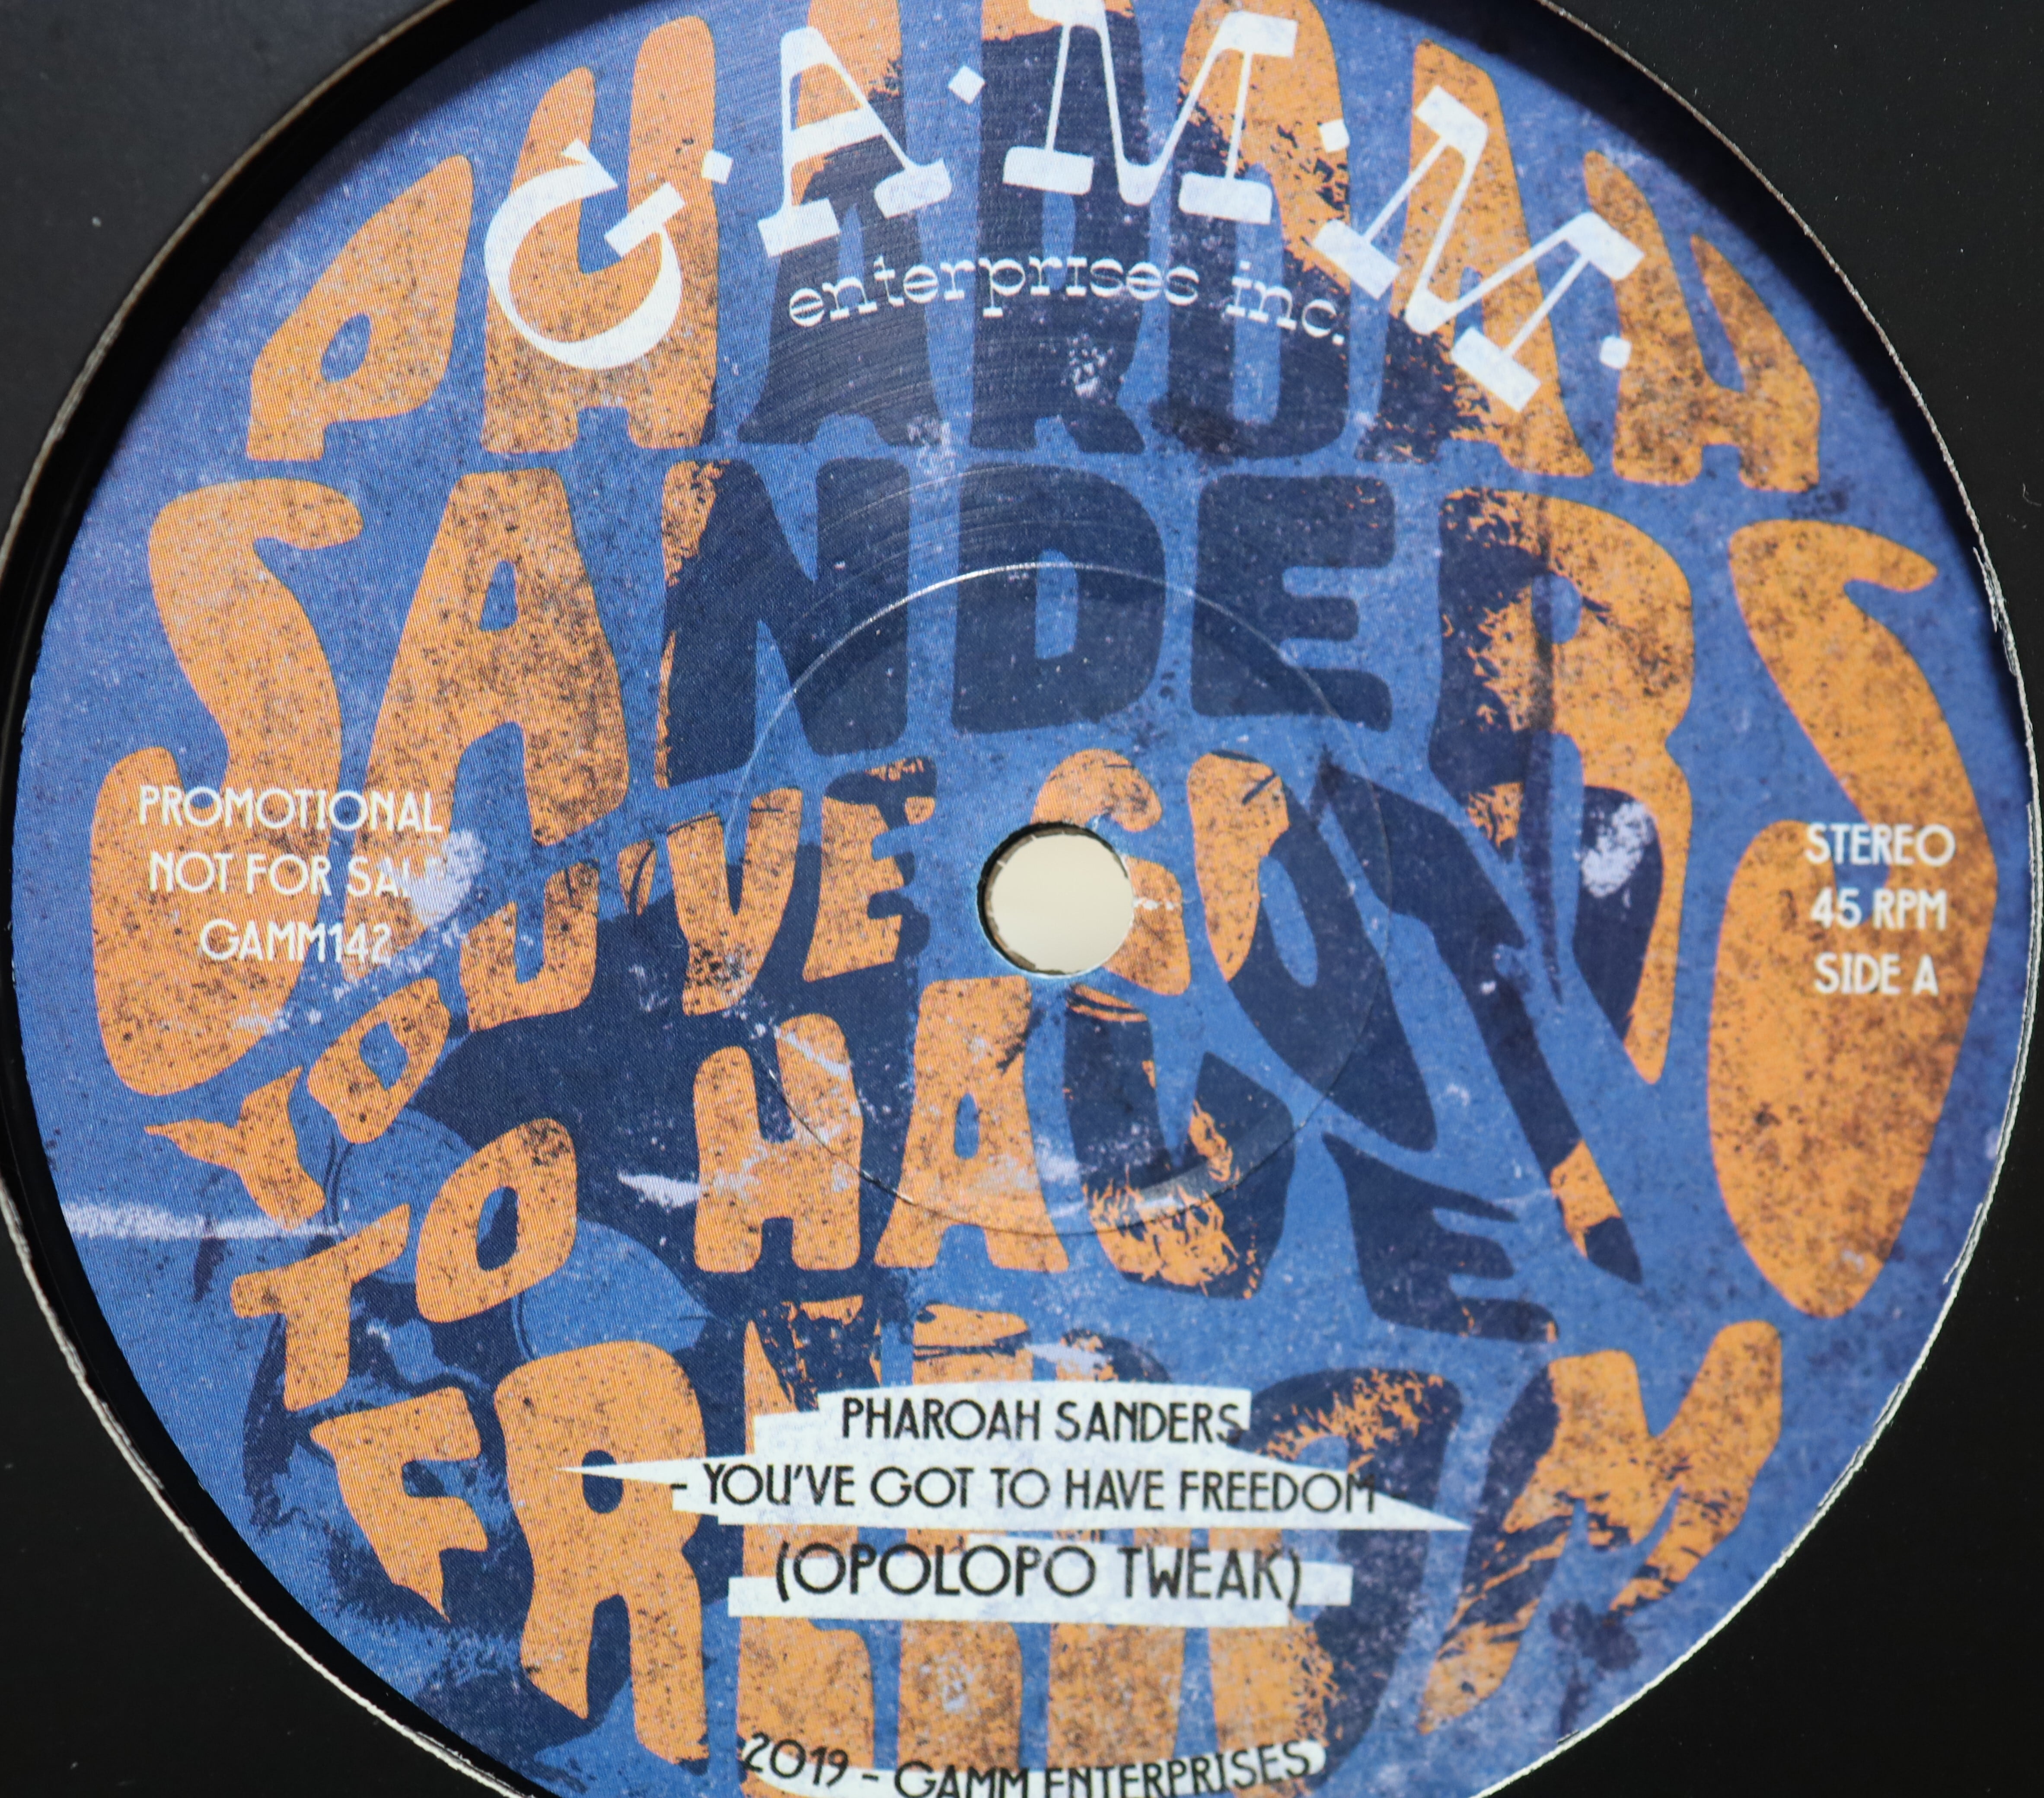 G.A.M.M.
enterprises inc.
PHAROAH
SANDERS
YOU'VE GOT
TO HAVE
FREEDOM
PROMOTIONAL
NOT FOR SALE
GAMM142
STEREO
45 RPM
SIDE A
PHAROAH SANDERS
- YOU'VE GOT TO HAVE FREEDOM
(OPOLOPO TWEAK)
2019 - GAMM ENTERPRISES